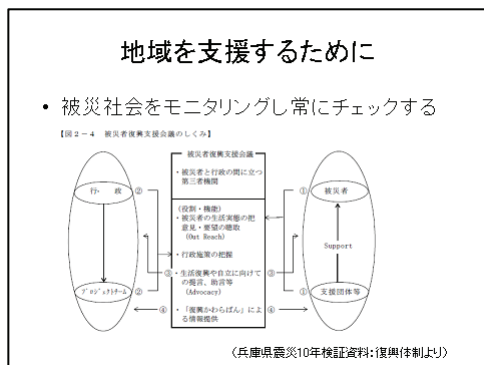 地域を支援するために
• 被災社会をモニタリングし常にチェックする
【図2-4 被災者復興支援会議のしくみ】
被災者復興支援会議
・被災者と行政の間に立つ
第三者機関
(役割・機能)
・被災者の生活実態の把
意見・要望の聴取
(Out Reach)
・行政施策の把握
・生活復興や自立に向けて
の提言、助言等
(Advocacy)
・「復興かわらばん」によ
る情報提供
行・政
②
プロジェクトチーム
②
③
④
①
被災者
Support
③
①
支援団体等
④
(兵庫県震災10年検証資料:復興体制より)